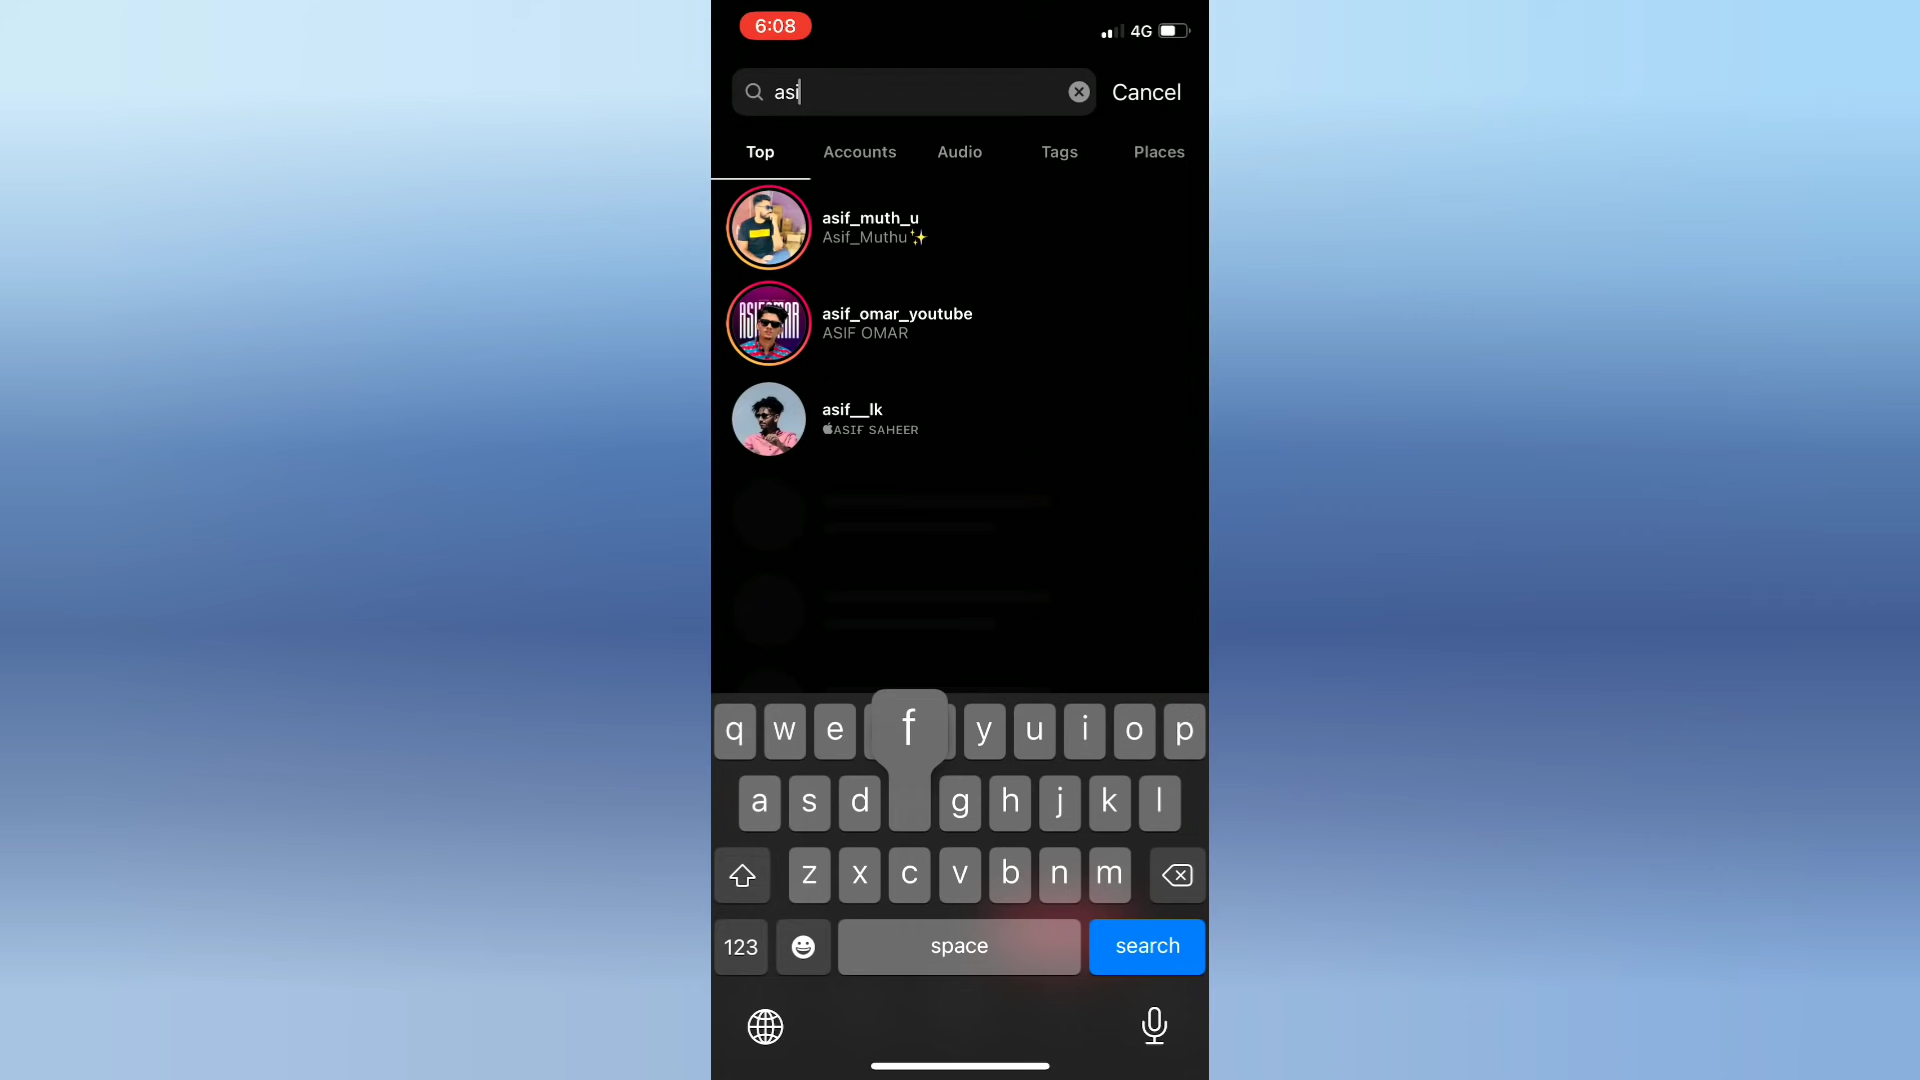 6:08
4G
asi
Cancel
Top
Accounts
Audio
Tags
Places
asif_muth_u
Asif_Muthu✨
ASIFOMAR
asif_omar_youtube
ASIF OMAR
asif__lk
ASIF SAHEER
q w e f y u i o p
a s d g h j k l
z x c v b n m
123
space
search